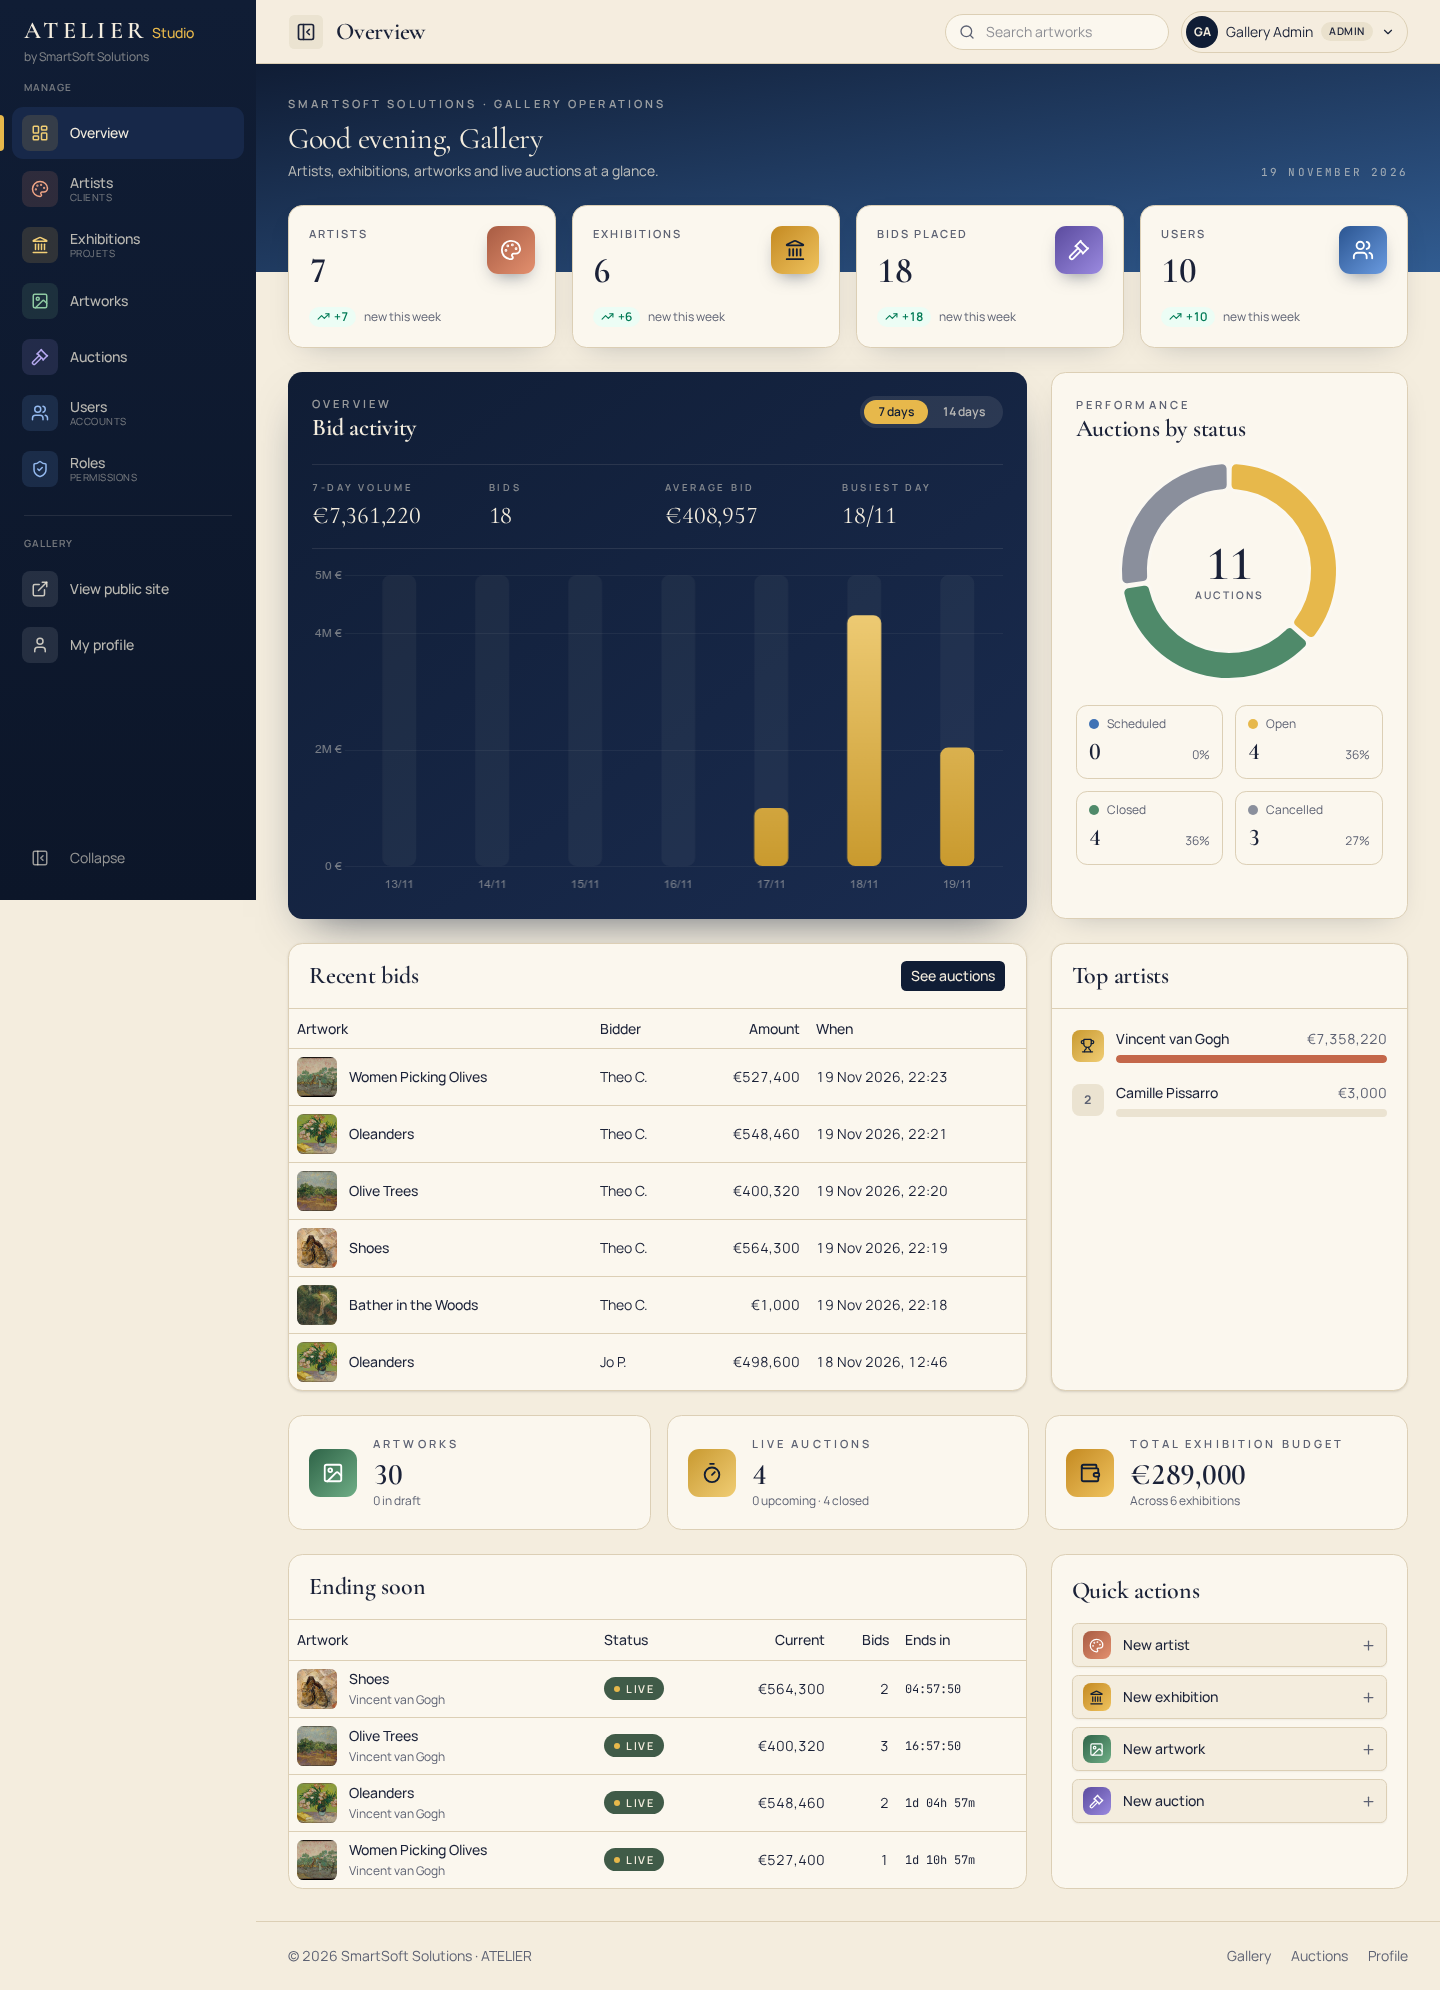 ATELIER Studio
by SmartSoft Solutions
MANAGE
Overview
Artists
CLIENTS
Exhibitions
PROJETS
Artworks
Auctions
Users
ACCOUNTS
Roles
PERMISSIONS
GALLERY
View public site
My profile
Collapse
Overview
Search artworks
GA Gallery Admin ADMIN
SMARTSOFT SOLUTIONS · GALLERY OPERATIONS
Good evening, Gallery
Artists, exhibitions, artworks and live auctions at a glance.
19 NOVEMBER 2026
ARTISTS
7
+7 new this week
EXHIBITIONS
6
+6 new this week
BIDS PLACED
18
+18 new this week
USERS
10
+10 new this week
OVERVIEW
Bid activity
7 days 14 days
7-DAY VOLUME BIDS AVERAGE BID BUSIEST DAY
€7,361,220 18 €408,957 18/11
5M €
4M €
2M €
0 €
13/11 14/11 15/11 16/11 17/11 18/11 19/11
PERFORMANCE
Auctions by status
11
AUCTIONS
Scheduled
0 0%
Open
4 36%
Closed
4 36%
Cancelled
3 27%
Recent bids
See auctions
Artwork Bidder Amount When
Women Picking Olives Theo C. €527,400 19 Nov 2026, 22:23
Oleanders Theo C. €548,460 19 Nov 2026, 22:21
Olive Trees Theo C. €400,320 19 Nov 2026, 22:20
Shoes Theo C. €564,300 19 Nov 2026, 22:19
Bather in the Woods Theo C. €1,000 19 Nov 2026, 22:18
Oleanders Jo P. €498,600 18 Nov 2026, 12:46
Top artists
Vincent van Gogh €7,358,220
2 Camille Pissarro €3,000
ARTWORKS
30
0 in draft
LIVE AUCTIONS
4
0 upcoming · 4 closed
TOTAL EXHIBITION BUDGET
€289,000
Across 6 exhibitions
Ending soon
Artwork Status Current Bids Ends in
Shoes
Vincent van Gogh
LIVE €564,300 2 04:57:50
Olive Trees
Vincent van Gogh
LIVE €400,320 3 16:57:50
Oleanders
Vincent van Gogh
LIVE €548,460 2 1d 04h 57m
Women Picking Olives
Vincent van Gogh
LIVE €527,400 1 1d 10h 57m
Quick actions
New artist +
New exhibition +
New artwork +
New auction +
© 2026 SmartSoft Solutions · ATELIER
Gallery Auctions Profile